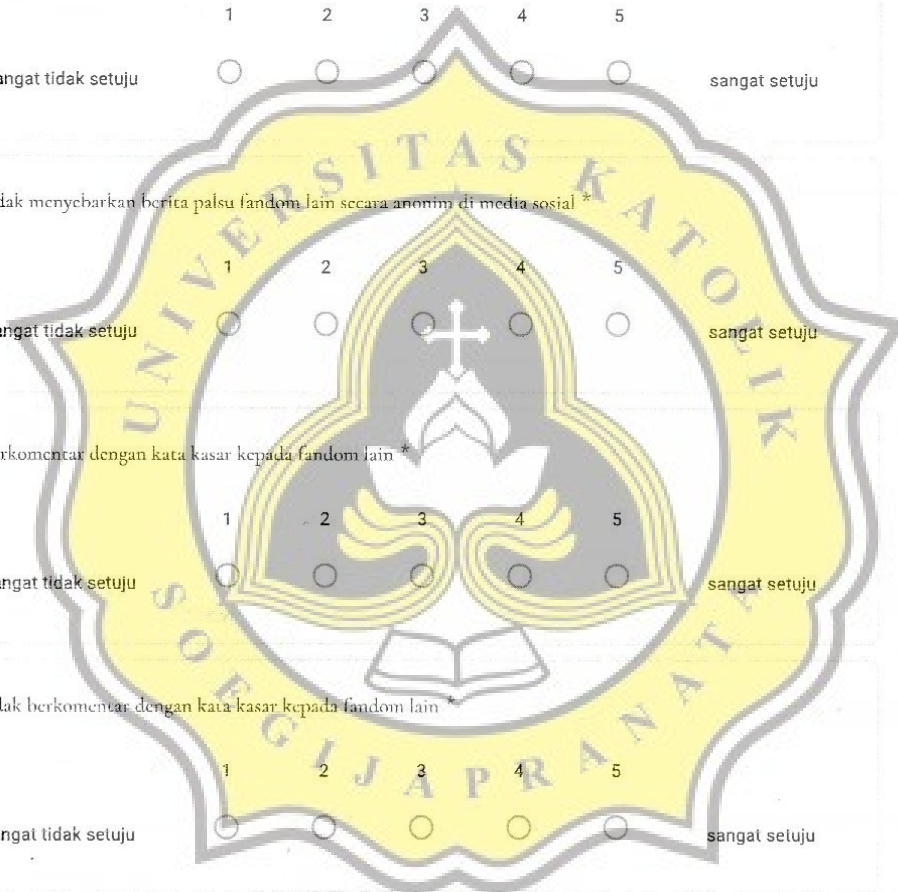 1 2 3 4 5
angat tidak setuju sangat setuju
dak menyebarkan berita palsu fandom lain secara anonim di media sosial *
1 2 3 4 5
angat tidak setuju sangat setuju
rkomentar dengan kata kasar kepada fandom lain *
1 2 3 4 5
angat tidak setuju sangat setuju
dak berkomentar dengan kata kasar kepada fandom lain *
1 2 3 4 5
ngat tidak setuju sangat setuju
UNIVERSITAS KATOLIK
SOEGIJAPRANATA